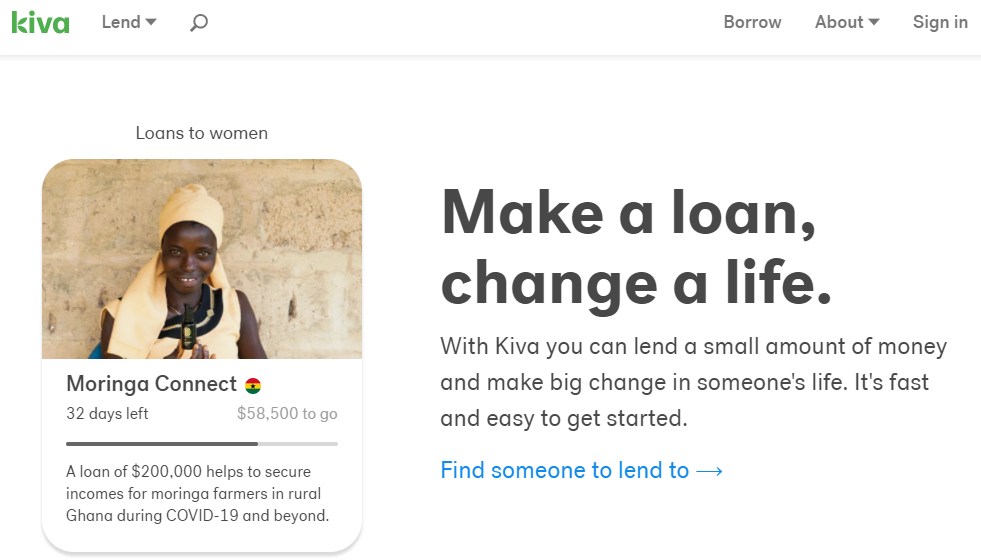 kiva Lend Borrow About Sign in
Loans to women
Moringa Connect
32 days left $58,500 to go
A loan of $200,000 helps to secure
incomes for moringa farmers in rural
Ghana during COVID-19 and beyond.
Make a loan,
change a life.
With Kiva you can lend a small amount of money
and make big change in someone's life. It's fast
and easy to get started.
Find someone to lend to